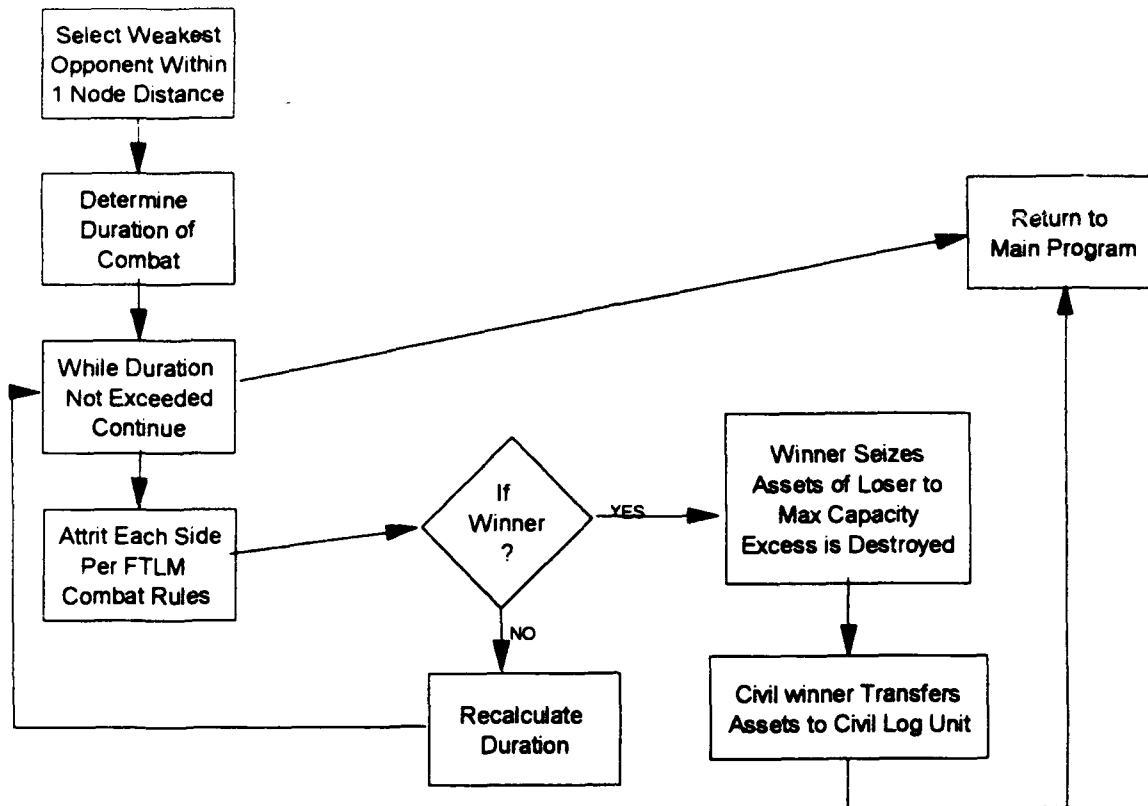 Select Weakest
Opponent Within
1 Node Distance
Determine
Duration of
Combat
Return to
Main Program
While Duration
Not Exceeded
Continue
Attrit Each Side
Per FTLM
Combat Rules
If
Winner
?
YES
NO
Winner Seizes
Assets of Loser to
Max Capacity
Excess is Destroyed
Recalculate
Duration
Civil winner Transfers
Assets to Civil Log Unit